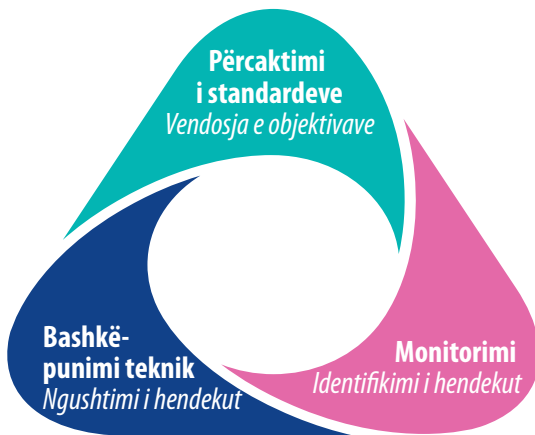 Përcaktimi
i standardeve
Vendosja e objektivave
Bashkë-
punimi teknik
Ngushtimi i hendekut
Monitorimi
Identifikimi i hendekut